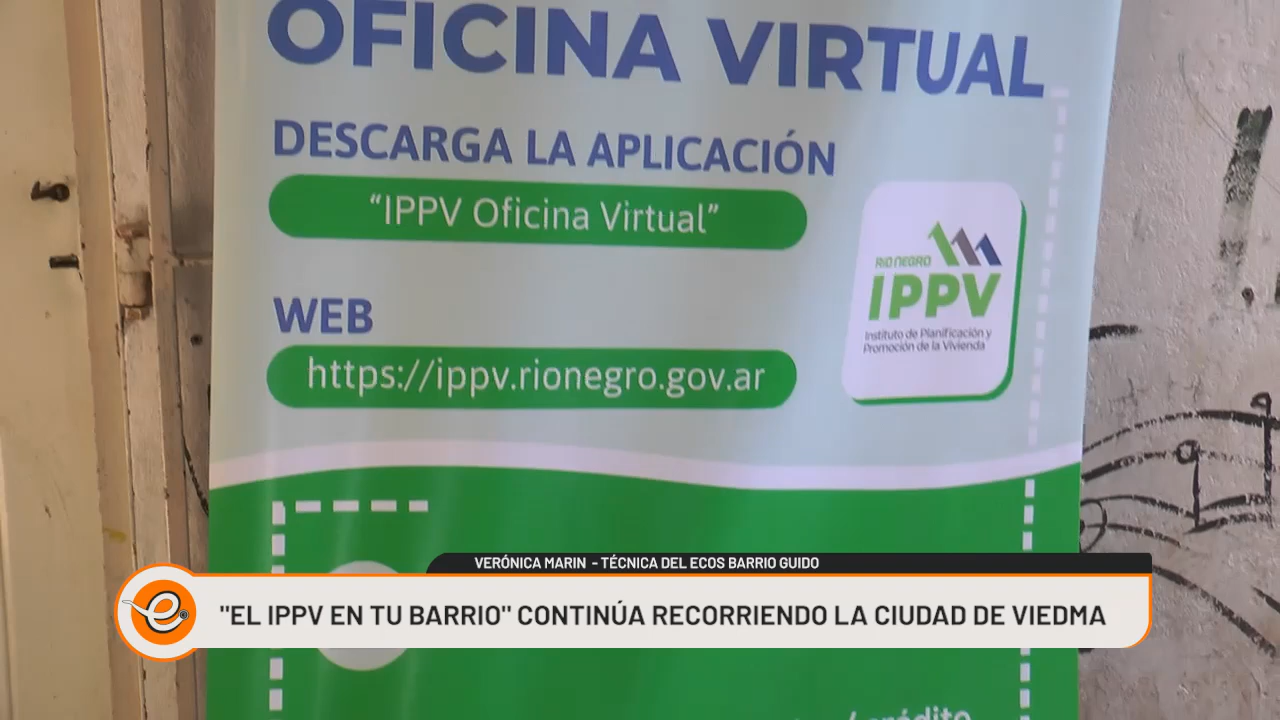 OFICINA VIRTUAL
DESCARGA LA APLICACIÓN
"IPPV Oficina Virtual"
WEB
https://ippv.rionegro.gov.ar
RIO NEGRO
IPPV
Instituto de Planificación y
Promoción de la Vivienda
VERÓNICA MARIN - TÉCNICA DEL ECOS BARRIO GUIDO
e
"EL IPPV EN TU BARRIO" CONTINÚA RECORRIENDO LA CIUDAD DE VIEDMA
crédito